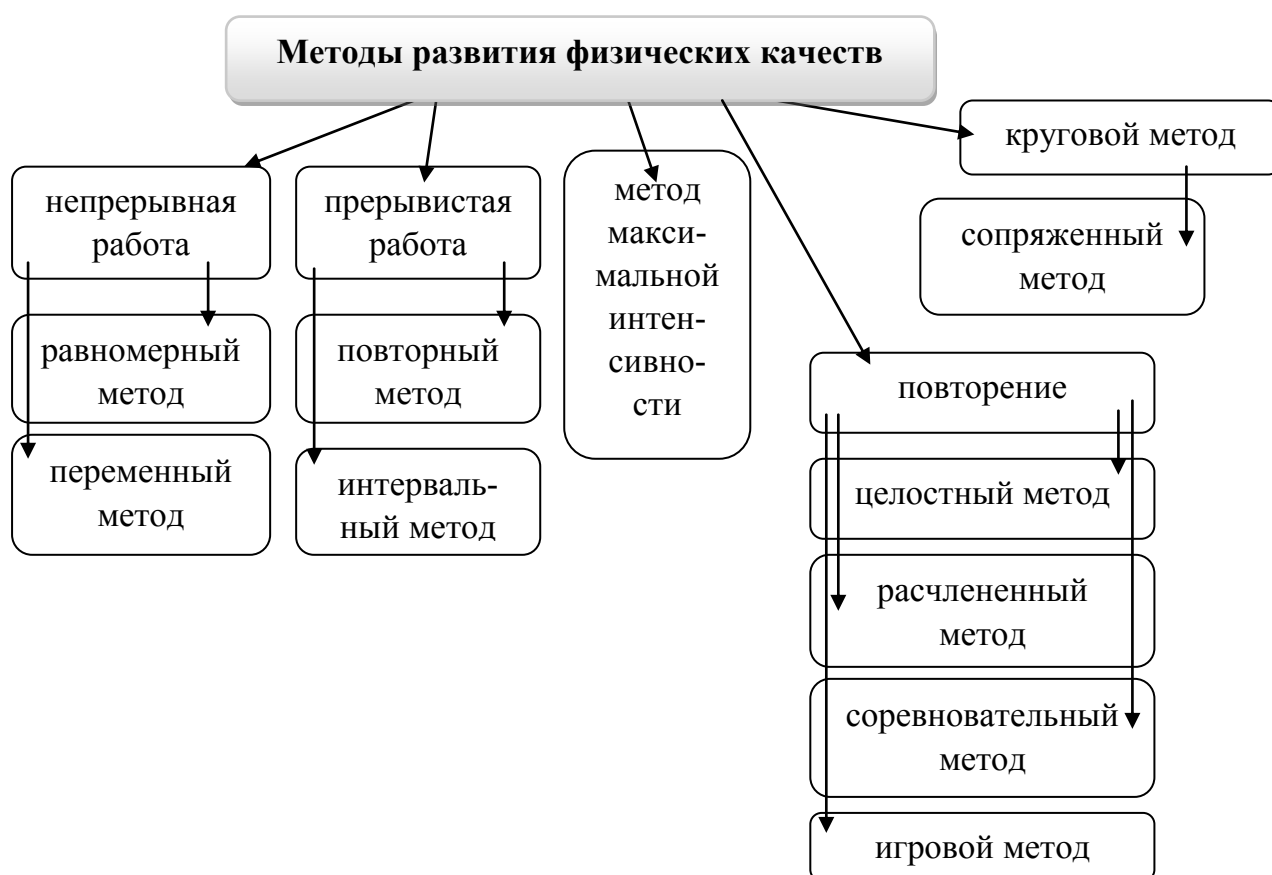 Методы развития физических качеств
непрерывная
работа
равномерный
метод
переменный
метод
прерывистая
работа
повторный
метод
интерваль-
ный метод
метод
макси-
мальной
интен-
сивно-
сти
круговой метод
сопряженный
метод
повторение
целостный метод
расчлененный
метод
соревновательный
метод
игровой метод